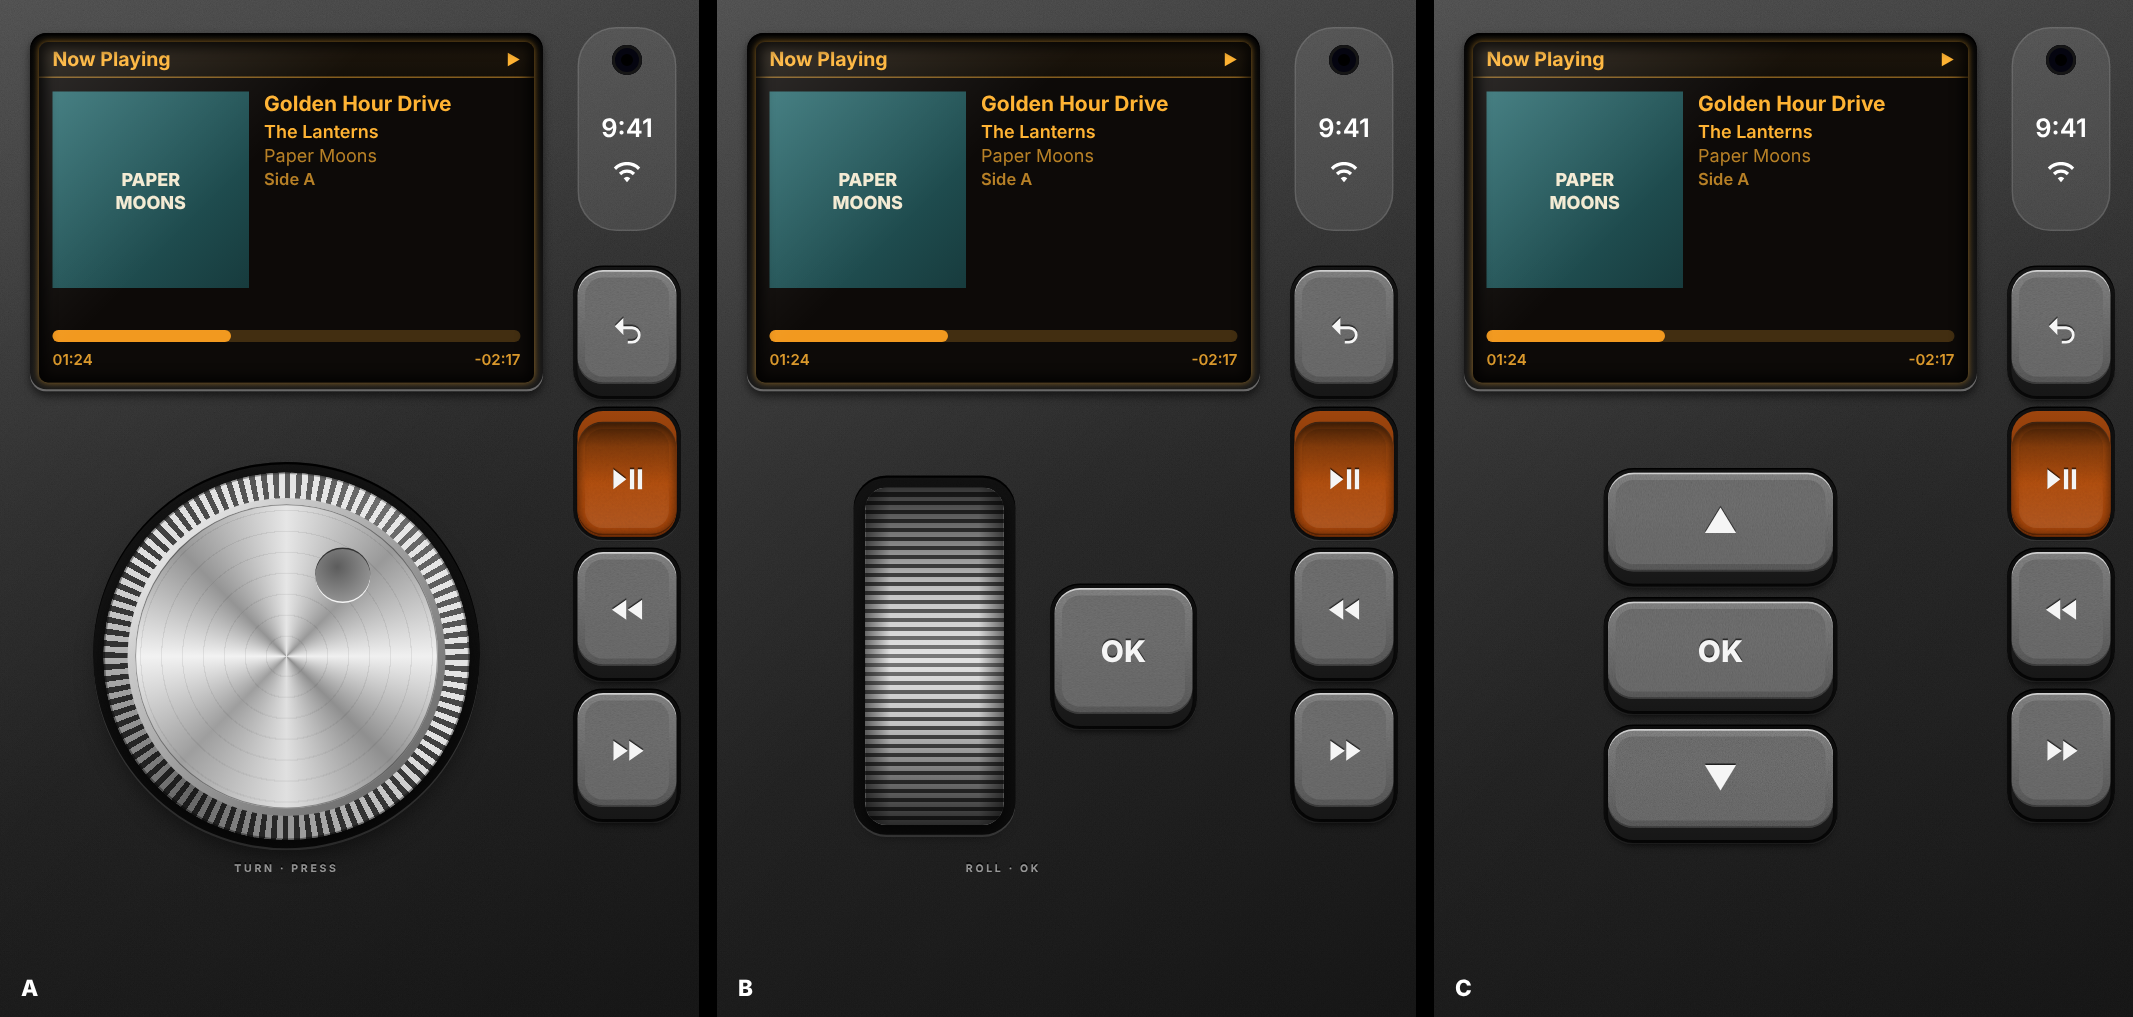 Now Playing
PAPER
MOONS
Golden Hour Drive
The Lanterns
Paper Moons
Side A
01:24
-02:17
9:41
TURN · PRESS
A
Now Playing
PAPER
MOONS
Golden Hour Drive
The Lanterns
Paper Moons
Side A
01:24
-02:17
9:41
OK
ROLL · OK
B
Now Playing
PAPER
MOONS
Golden Hour Drive
The Lanterns
Paper Moons
Side A
01:24
-02:17
9:41
OK
C